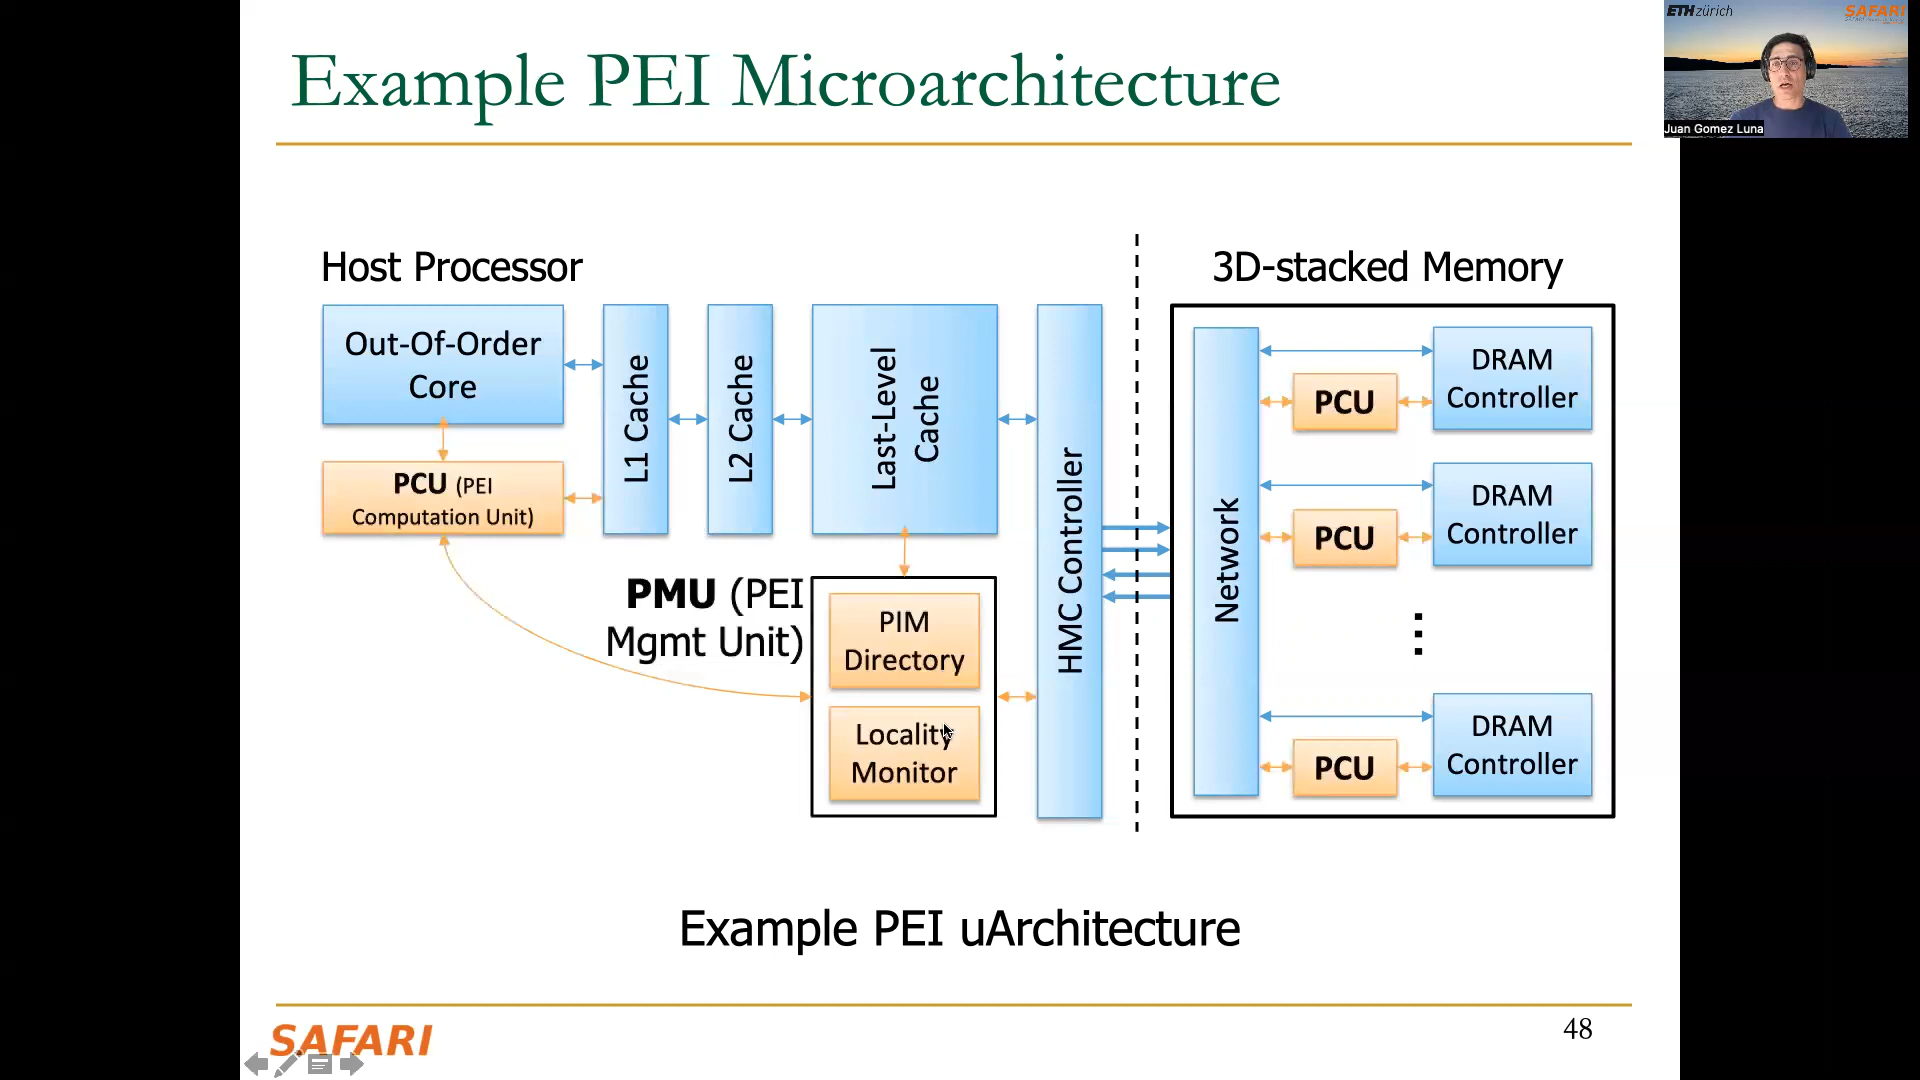 Example PEI Microarchitecture
ETH zürich
SAFARI
Juan Gomez Luna
Host Processor
3D-stacked Memory
Out-Of-Order
Core
PCU (PEI
Computation Unit)
L1 Cache
L2 Cache
Last-Level
Cache
PMU (PEI
Mgmt Unit)
PIM
Directory
Locality
Monitor
HMC Controller
Network
PCU
DRAM
Controller
PCU
DRAM
Controller
PCU
DRAM
Controller
Example PEI uArchitecture
SAFARI
48